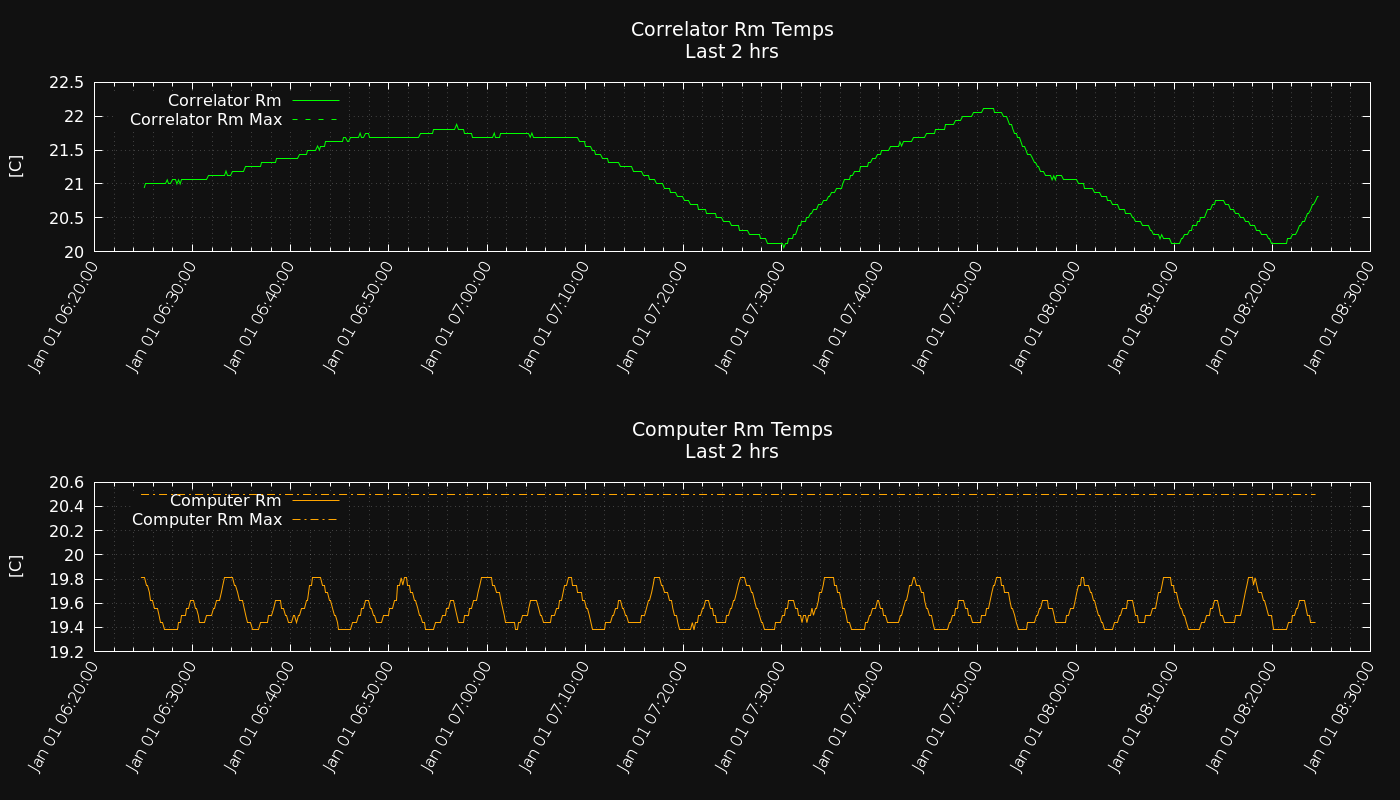 Correlator Rm Temps
Last 2 hrs
22.5
22
21.5
21
20.5
20
[C]
Correlator Rm
Correlator Rm Max
Jan 01 06:20:00
Jan 01 06:30:00
Jan 01 06:40:00
Jan 01 06:50:00
Jan 01 07:00:00
Jan 01 07:10:00
Jan 01 07:20:00
Jan 01 07:30:00
Jan 01 07:40:00
Jan 01 07:50:00
Jan 01 08:00:00
Jan 01 08:10:00
Jan 01 08:20:00
Jan 01 08:30:00
Computer Rm Temps
Last 2 hrs
20.6
20.4
20.2
20
19.8
19.6
19.4
19.2
[C]
Computer Rm
Computer Rm Max
Jan 01 06:20:00
Jan 01 06:30:00
Jan 01 06:40:00
Jan 01 06:50:00
Jan 01 07:00:00
Jan 01 07:10:00
Jan 01 07:20:00
Jan 01 07:30:00
Jan 01 07:40:00
Jan 01 07:50:00
Jan 01 08:00:00
Jan 01 08:10:00
Jan 01 08:20:00
Jan 01 08:30:00